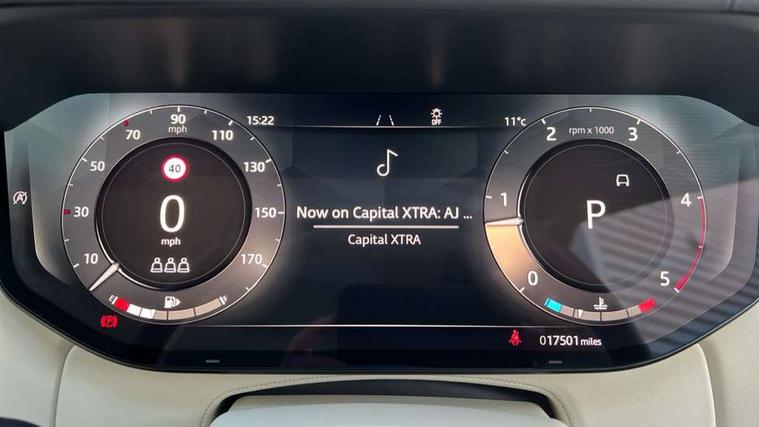 15:22
OFF
11°c
10
30
50
70
90
mph
110
130
150
170
40
0
mph
E
F
P
Now on Capital XTRA: AJ ...
Capital XTRA
rpm x 1000
0
1
2
3
4
5
P
017501 miles